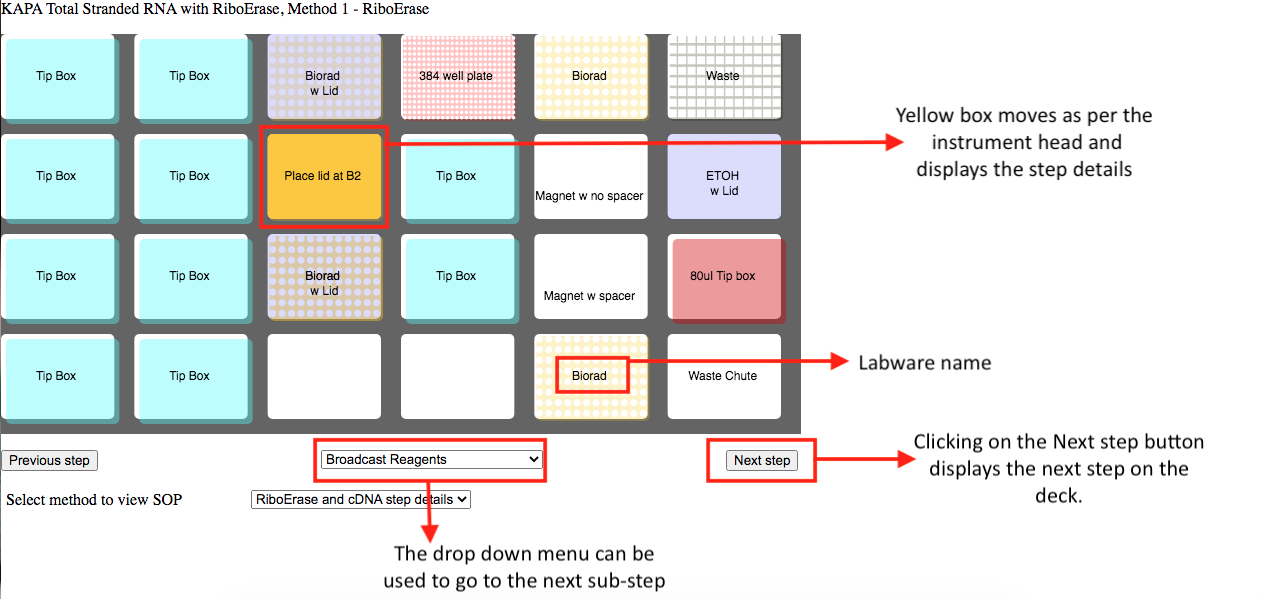 KAPA Total Stranded RNA with RiboErase, Method 1 - RiboErase
Tip Box
Tip Box
Biorad
w Lid
384 well plate
Biorad
Waste
Yellow box moves as per the
instrument head and
displays the step details
Tip Box
Tip Box
Place lid at B2
Tip Box
Magnet w no spacer
ETOH
w Lid
Tip Box
Tip Box
Biorad
w Lid
Tip Box
Magnet w spacer
80ul Tip box
Tip Box
Tip Box
Biorad
Waste Chute
Labware name
Previous step
Broadcast Reagents
Next step
Clicking on the Next step button
displays the next step on the
deck.
Select method to view SOP
RiboErase and cDNA step details
The drop down menu can be
used to go to the next sub-step